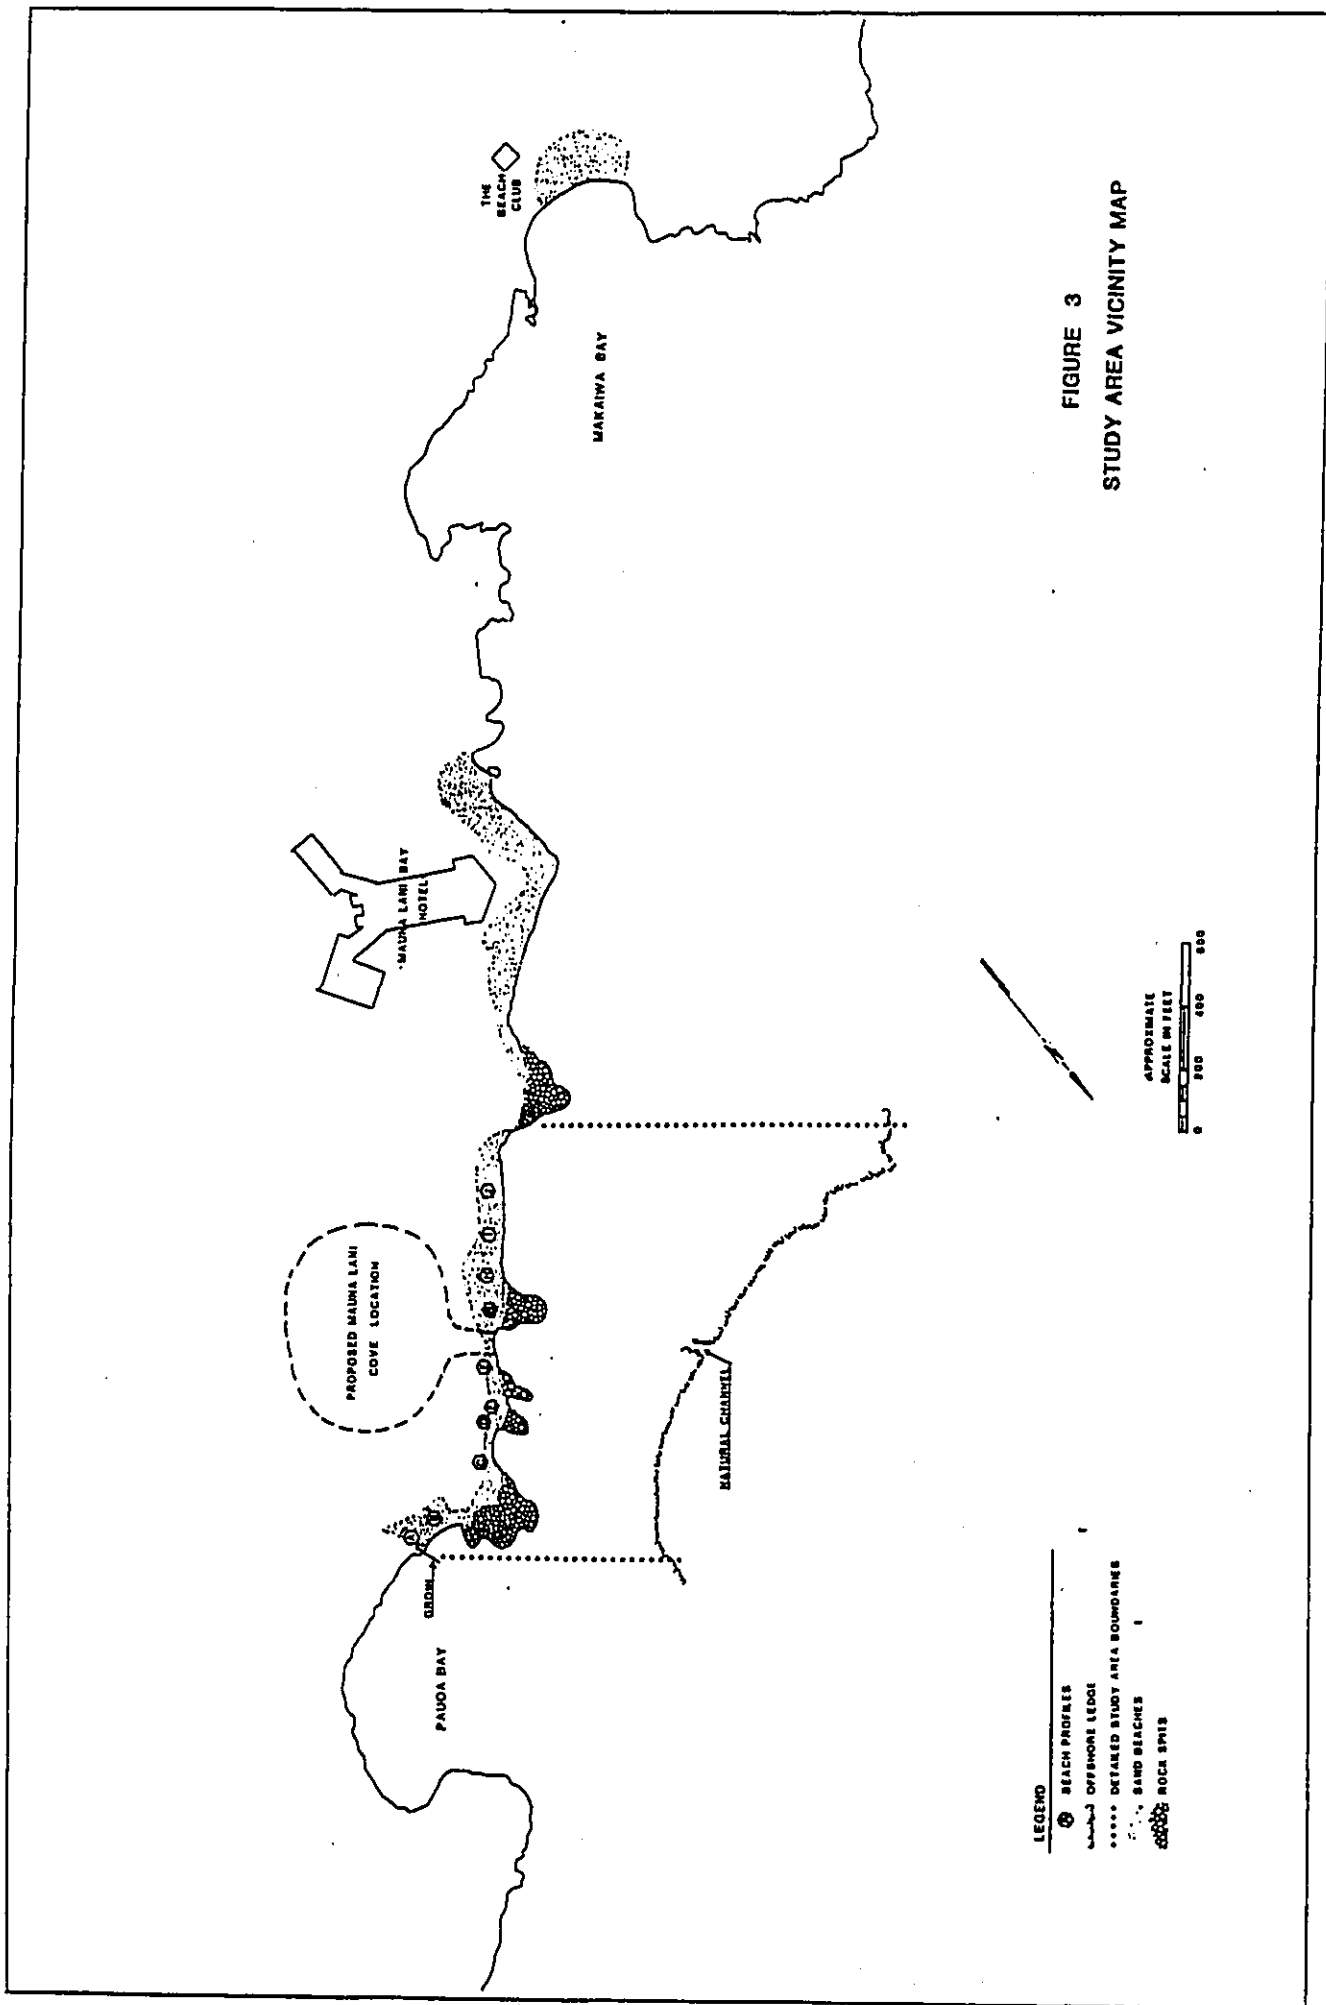 THE
BEACH
CLUB
MAKAIWA BAY
MAUNA LANI BAY
HOTEL
PROPOSED MAUNA LANI
COVE LOCATION
A
B
C
D
E
F
G
H
I
J
GROIN
PAUOA BAY
NATURAL CHANNEL
FIGURE 3
STUDY AREA VICINITY MAP
APPROXIMATE
SCALE IN FEET
0 200 400 600
LEGEND
BEACH PROFILES
OFFSHORE LEDGE
DETAILED STUDY AREA BOUNDARIES
SAND BEACHES
ROCK SPITS